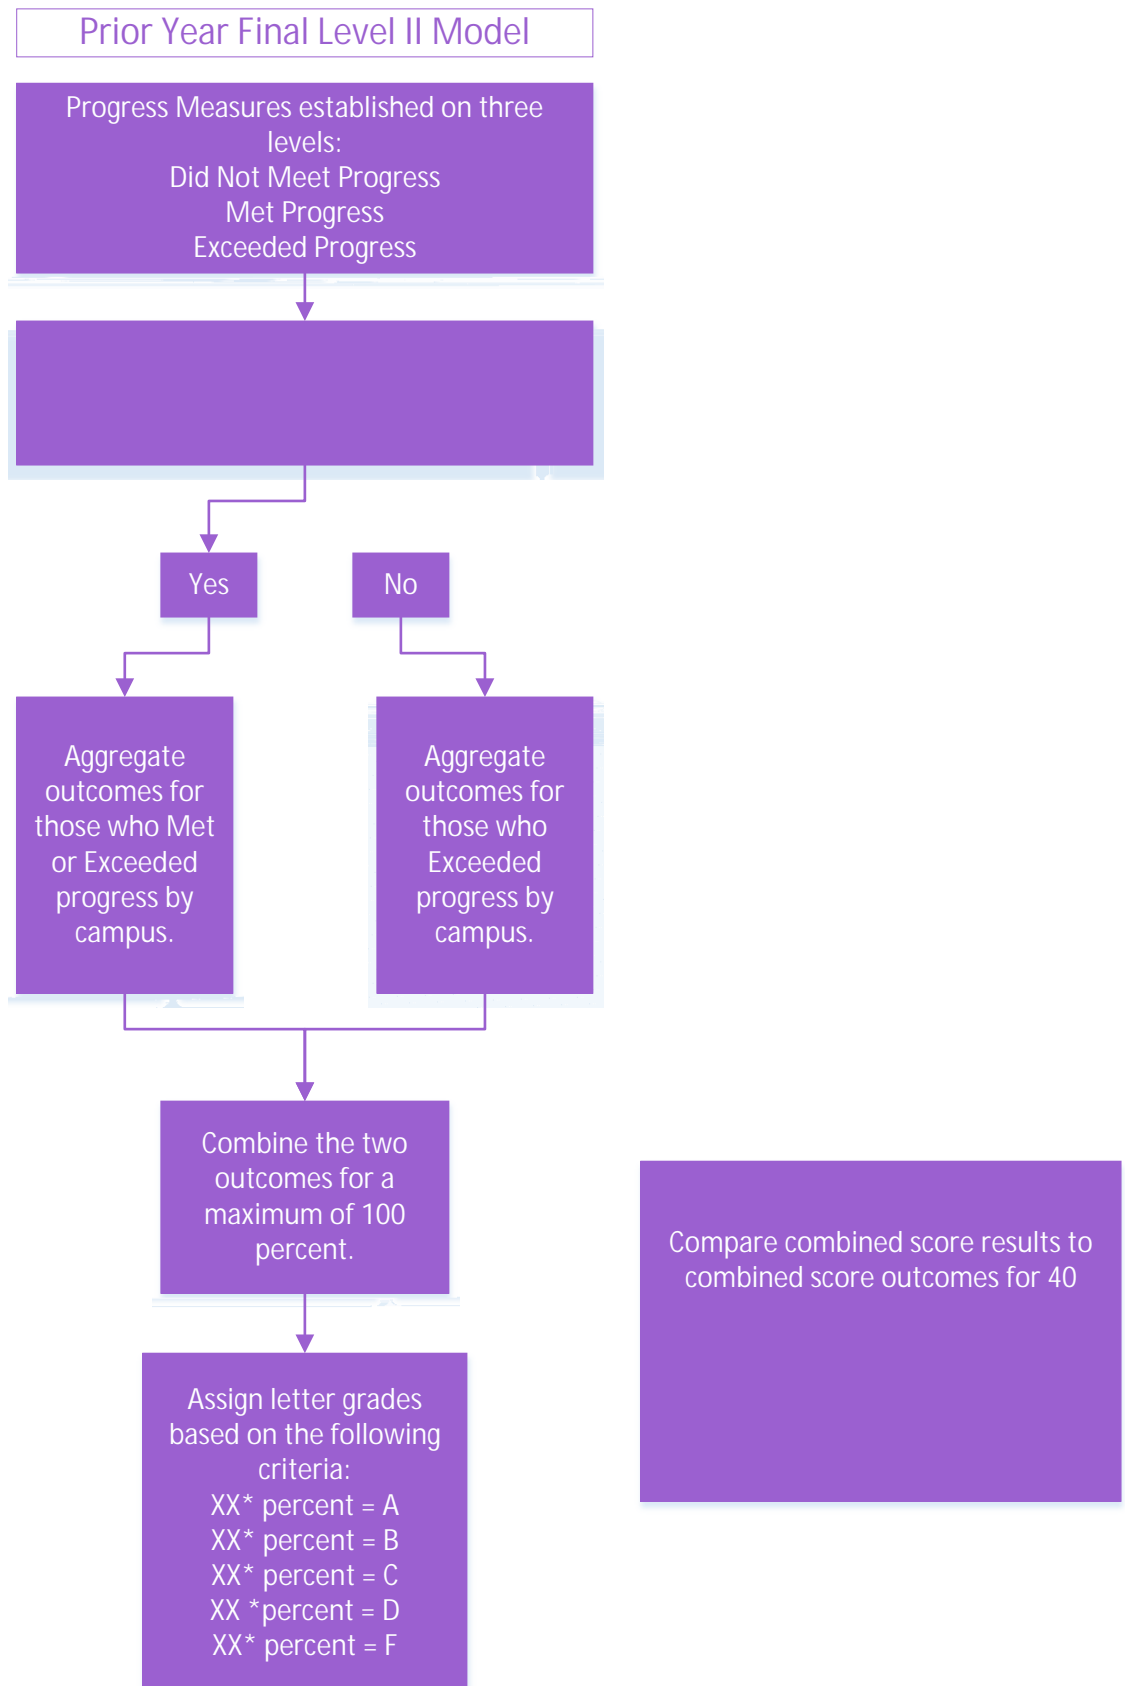 Prior Year Final Level II Model
Progress Measures established on three
levels:
Did Not Meet Progress
Met Progress
Exceeded Progress
Yes
No
Aggregate
outcomes for
those who Met
or Exceeded
progress by
campus.
Aggregate
outcomes for
those who
Exceeded
progress by
campus.
Combine the two
outcomes for a
maximum of 100
percent.
Compare combined score results to
combined score outcomes for 40
Assign letter grades
based on the following
criteria:
XX* percent = A
XX* percent = B
XX* percent = C
XX *percent = D
XX* percent = F